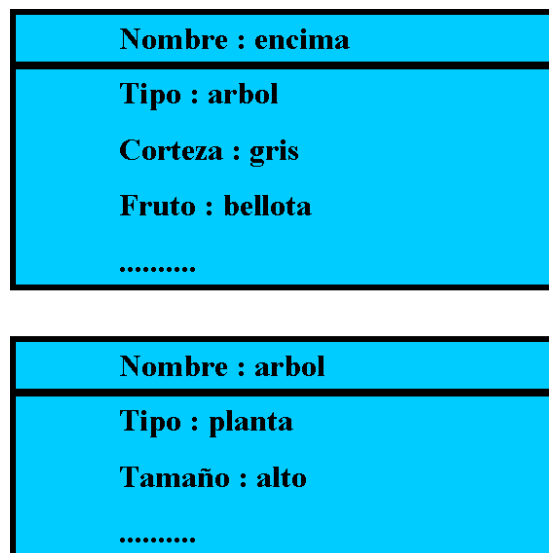 Nombre : encima
Tipo : arbol
Corteza : gris
Fruto : bellota
..........
Nombre : arbol
Tipo : planta
Tamaño : alto
..........